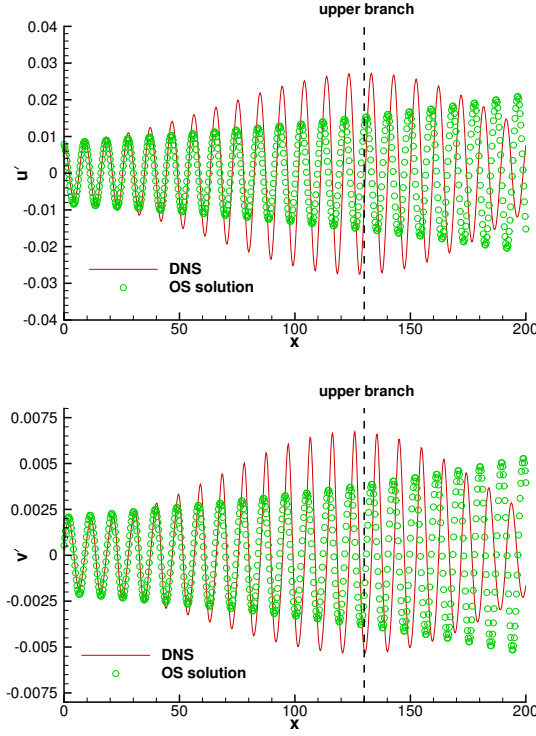 upper branch
0.04
0.03
0.02
0.01
0
-0.01
-0.02
-0.03
-0.04
u′
DNS
OS solution
0 50 100 150 200
x
upper branch
0.0075
0.005
0.0025
0
-0.0025
-0.005
-0.0075
v′
DNS
OS solution
0 50 100 150 200
x